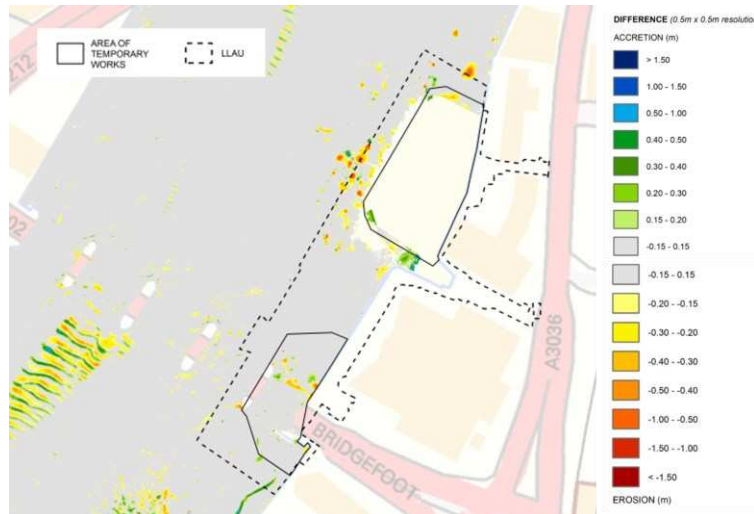 AREA OF
TEMPORARY
WORKS
LLAU
212
02
A3036
BRIDGEFOOT
DIFFERENCE (0.5m x 0.5m resolution
ACCRETION (m)
> 1.50
1.00 - 1.50
0.50 - 1.00
0.40 - 0.50
0.30 - 0.40
0.20 - 0.30
0.15 - 0.20
-0.15 - 0.15
-0.15 - 0.15
-0.20 - -0.15
-0.30 - -0.20
-0.40 - -0.30
-0.50 - -0.40
-1.00 - -0.50
-1.50 - -1.00
< -1.50
EROSION (m)